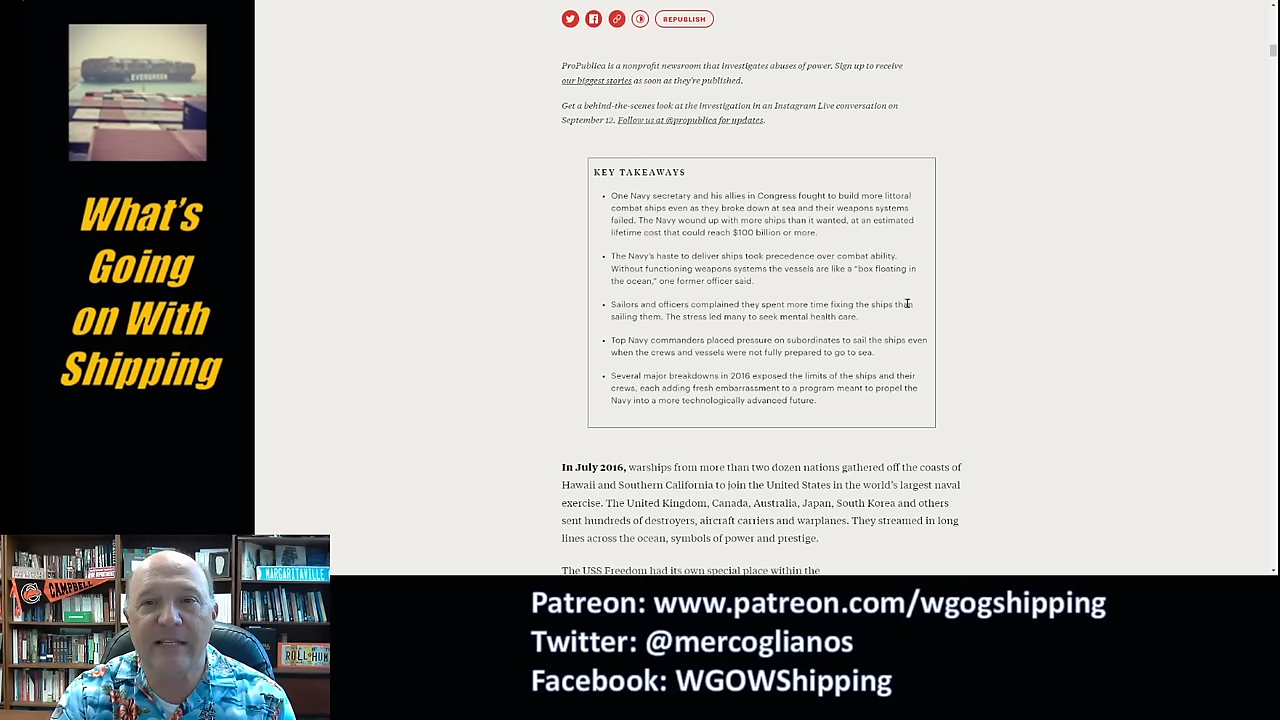 REPUBLISH
ProPublica is a nonprofit newsroom that investigates abuses of power. Sign up to receive
our biggest stories as soon as they're published.
Get a behind-the-scenes look at the investigation in an Instagram Live conversation on
September 12. Follow us at @propublica for updates.
KEY TAKEAWAYS
• One Navy secretary and his allies in Congress fought to build more littoral
combat ships even as they broke down at sea and their weapons systems
failed. The Navy wound up with more ships than it wanted, at an estimated
lifetime cost that could reach $100 billion or more.
• The Navy's haste to deliver ships took precedence over combat ability.
Without functioning weapons systems the vessels are like a "box floating in
the ocean," one former officer said.
• Sailors and officers complained they spent more time fixing the ships than
sailing them. The stress led many to seek mental health care.
• Top Navy commanders placed pressure on subordinates to sail the ships even
when the crews and vessels were not fully prepared to go to sea.
• Several major breakdowns in 2016 exposed the limits of the ships and their
crews, each adding fresh embarrassment to a program meant to propel the
Navy into a more technologically advanced future.
In July 2016, warships from more than two dozen nations gathered off the coasts of
Hawaii and Southern California to join the United States in the world's largest naval
exercise. The United Kingdom, Canada, Australia, Japan, South Korea and others
sent hundreds of destroyers, aircraft carriers and warplanes. They streamed in long
lines across the ocean, symbols of power and prestige.
The USS Freedom had its own special place within the
EVERGREEN
What's
Going
on With
Shipping
CAMPBELL
MARGARITAVILLE
ROLL HUM
Patreon: www.patreon.com/wgogshipping
Twitter: @mercoglianos
Facebook: WGOWShipping